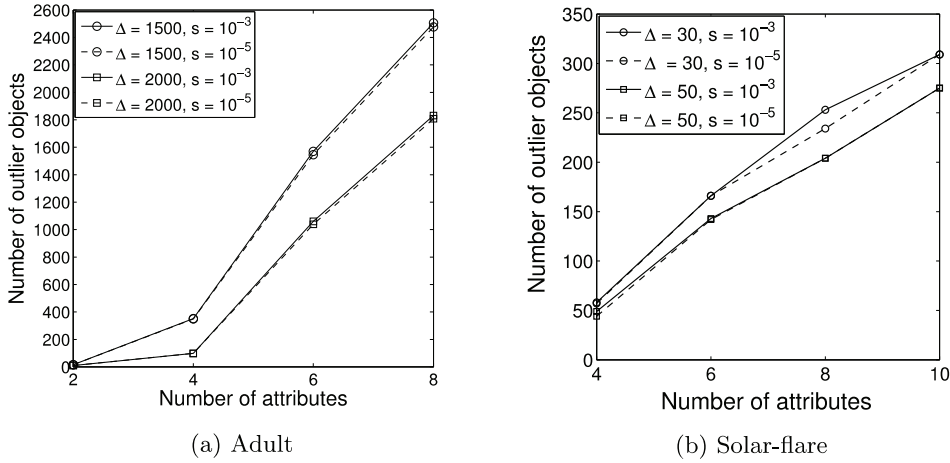 2600
2400
2200
2000
1800
1600
1400
1200
1000
800
600
400
200
0
Number of outlier objects
Δ = 1500, s = 10⁻³
Δ = 1500, s = 10⁻⁵
Δ = 2000, s = 10⁻³
Δ = 2000, s = 10⁻⁵
2 4 6 8
Number of attributes
(a) Adult
350
300
250
200
150
100
50
0
Number of outlier objects
Δ = 30, s = 10⁻³
Δ = 30, s = 10⁻⁵
Δ = 50, s = 10⁻³
Δ = 50, s = 10⁻⁵
4 6 8 10
Number of attributes
(b) Solar-flare